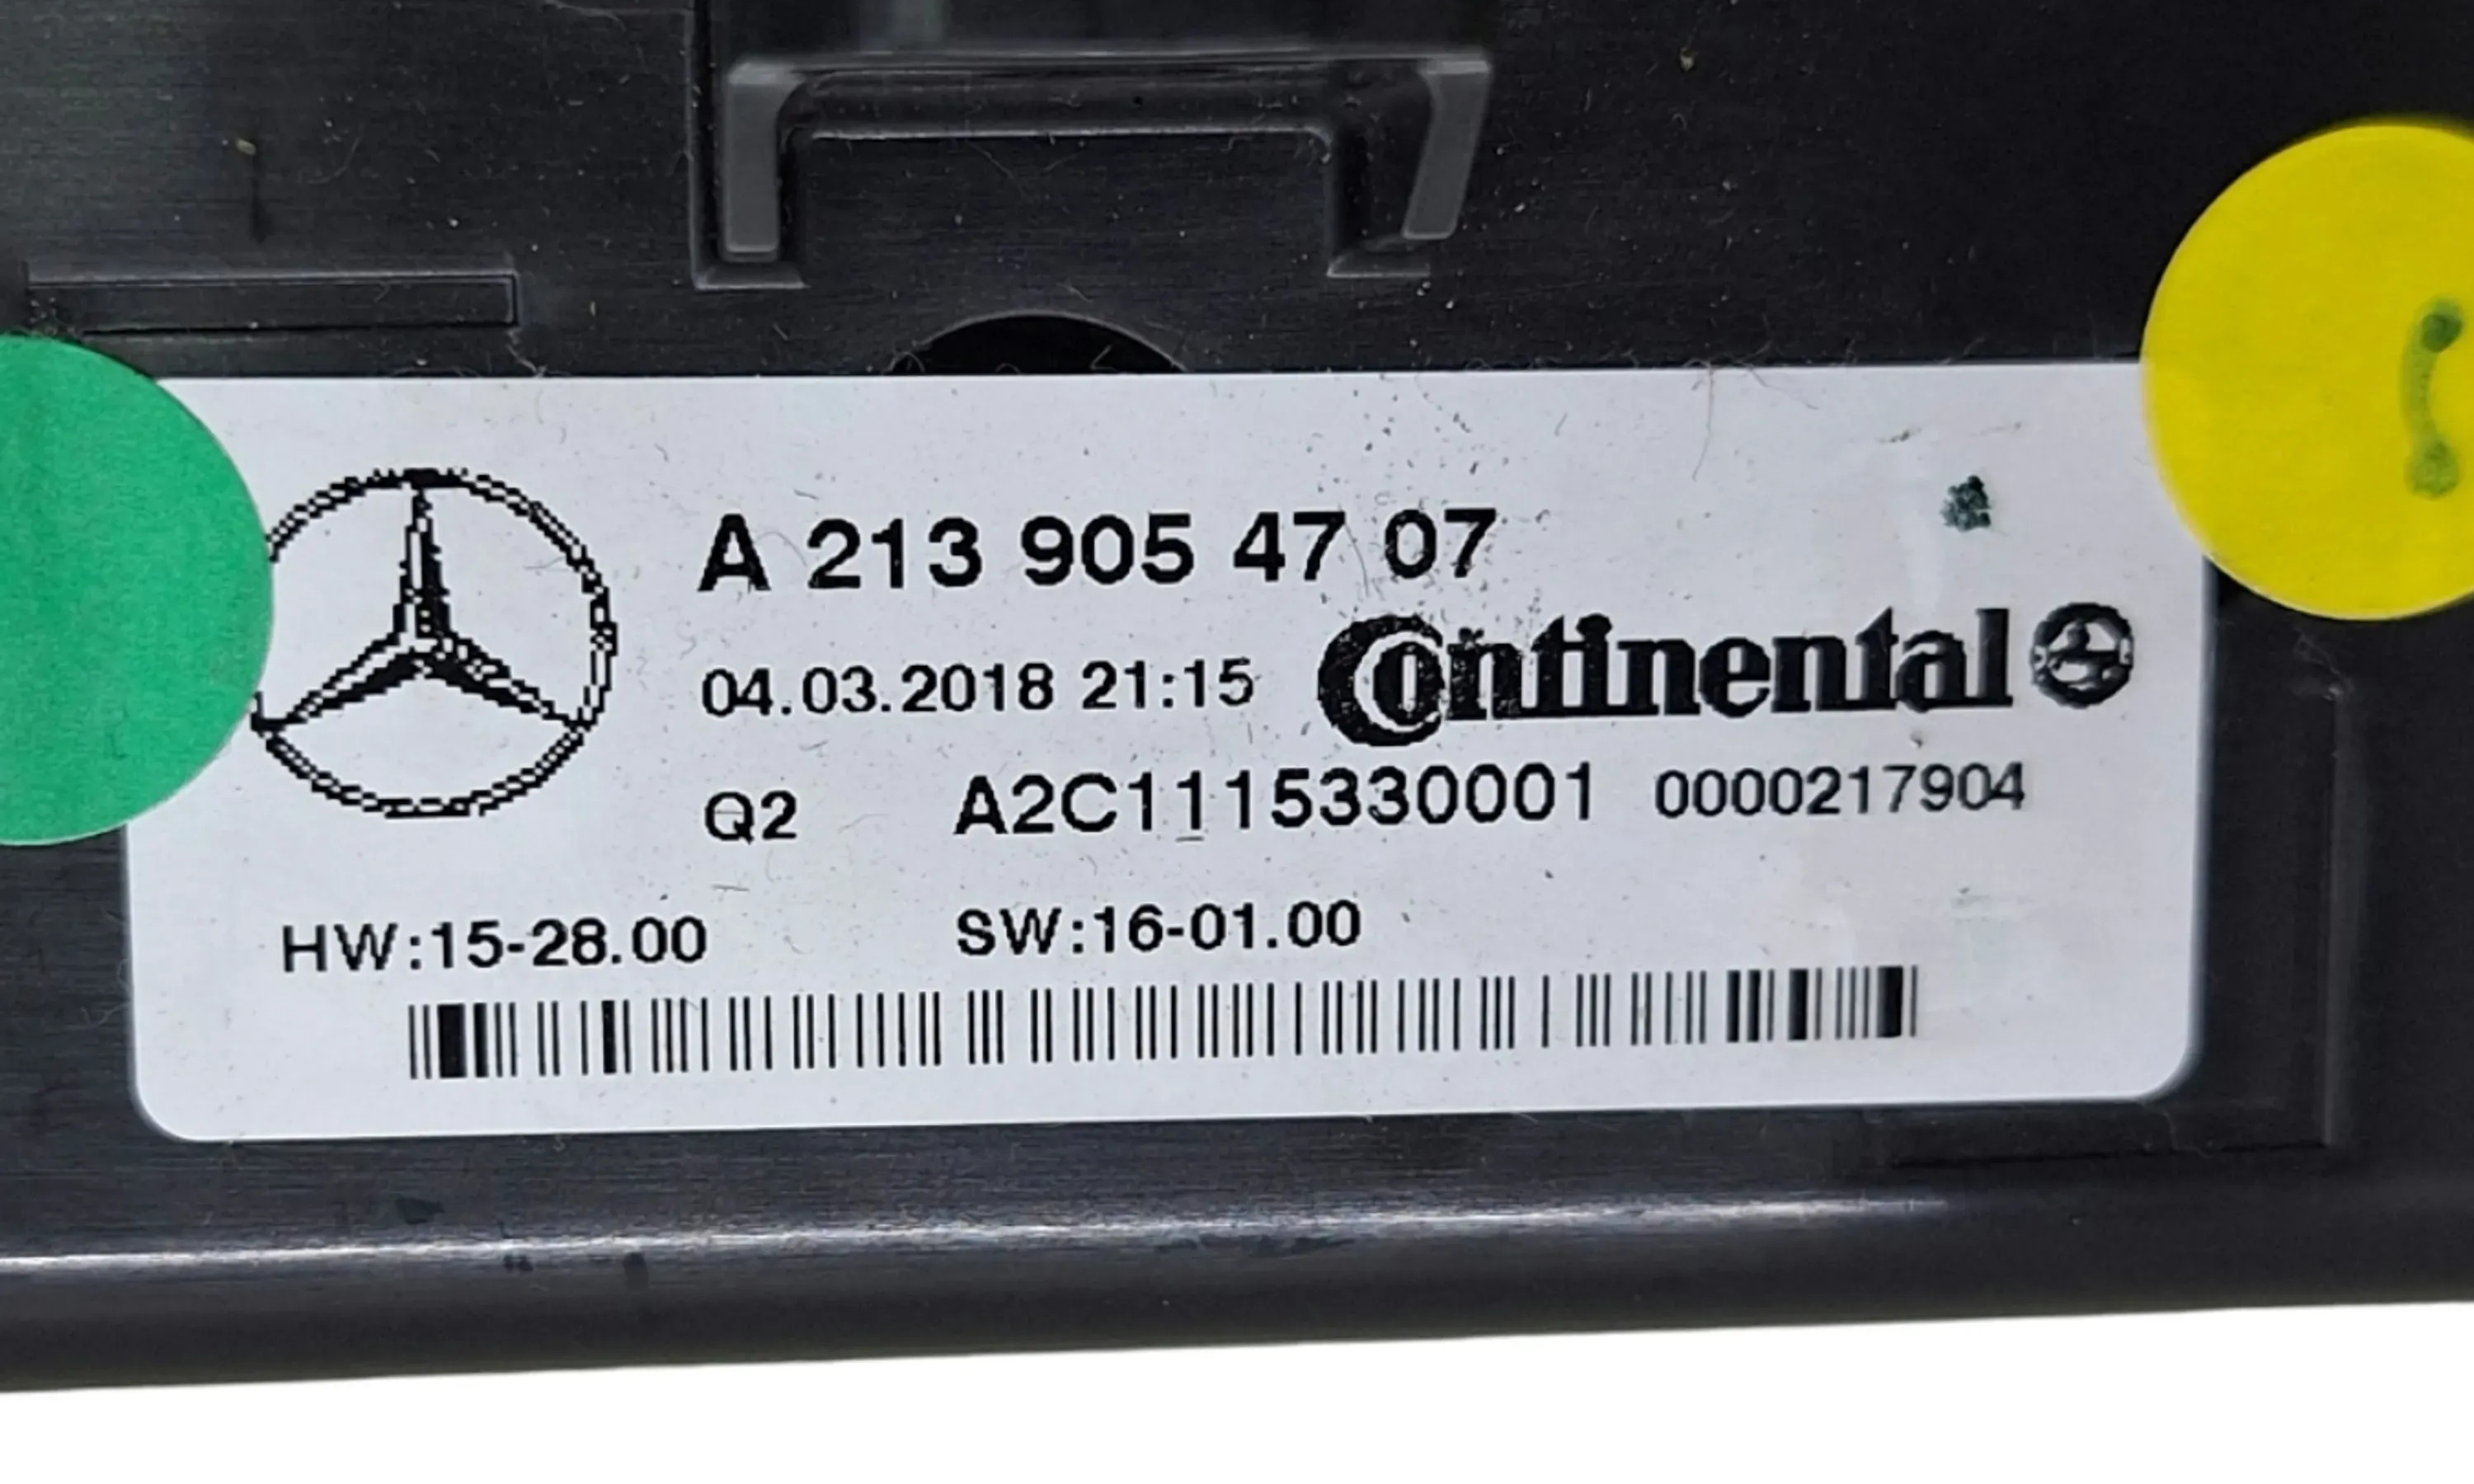 A 213 905 47 07
04.03.2018 21:15 Continental
Q2 A2C1115330001 0000217904
HW:15-28.00 SW:16-01.00